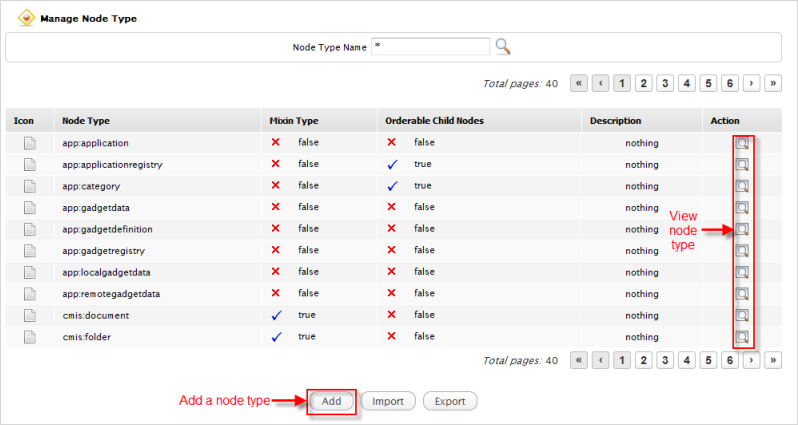 Manage Node Type
Node Type Name *
Total pages: 40 « ‹ 1 2 3 4 5 6 › »
Icon Node Type Mixin Type Orderable Child Nodes Description Action
app:application false false nothing
app:applicationregistry false true nothing
app:category false true nothing
app:gadgetdata false false nothing
app:gadgetdefinition false false nothing
app:gadgetregistry false false nothing
app:localgadgetdata false false nothing
app:remotegadgetdata false false nothing
cmis:document true false nothing
cmis:folder true false nothing
View
node
type
Total pages: 40 « ‹ 1 2 3 4 5 6 › »
Add a node type Add Import Export